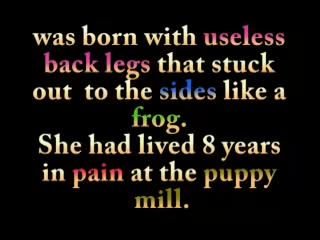 was born with useless
back legs that stuck
out to the sides like a
frog.
She had lived 8 years
in pain at the puppy
mill.